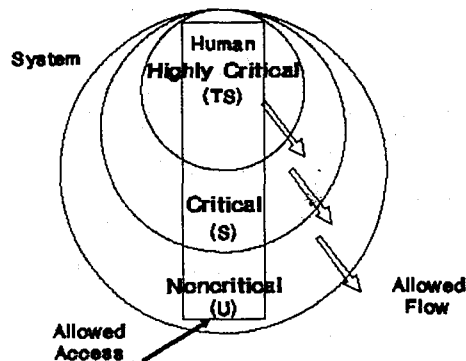 Human
System
Highly Critical
(TS)
Critical
(S)
Noncritical
(U)
Allowed
Flow
Allowed
Access